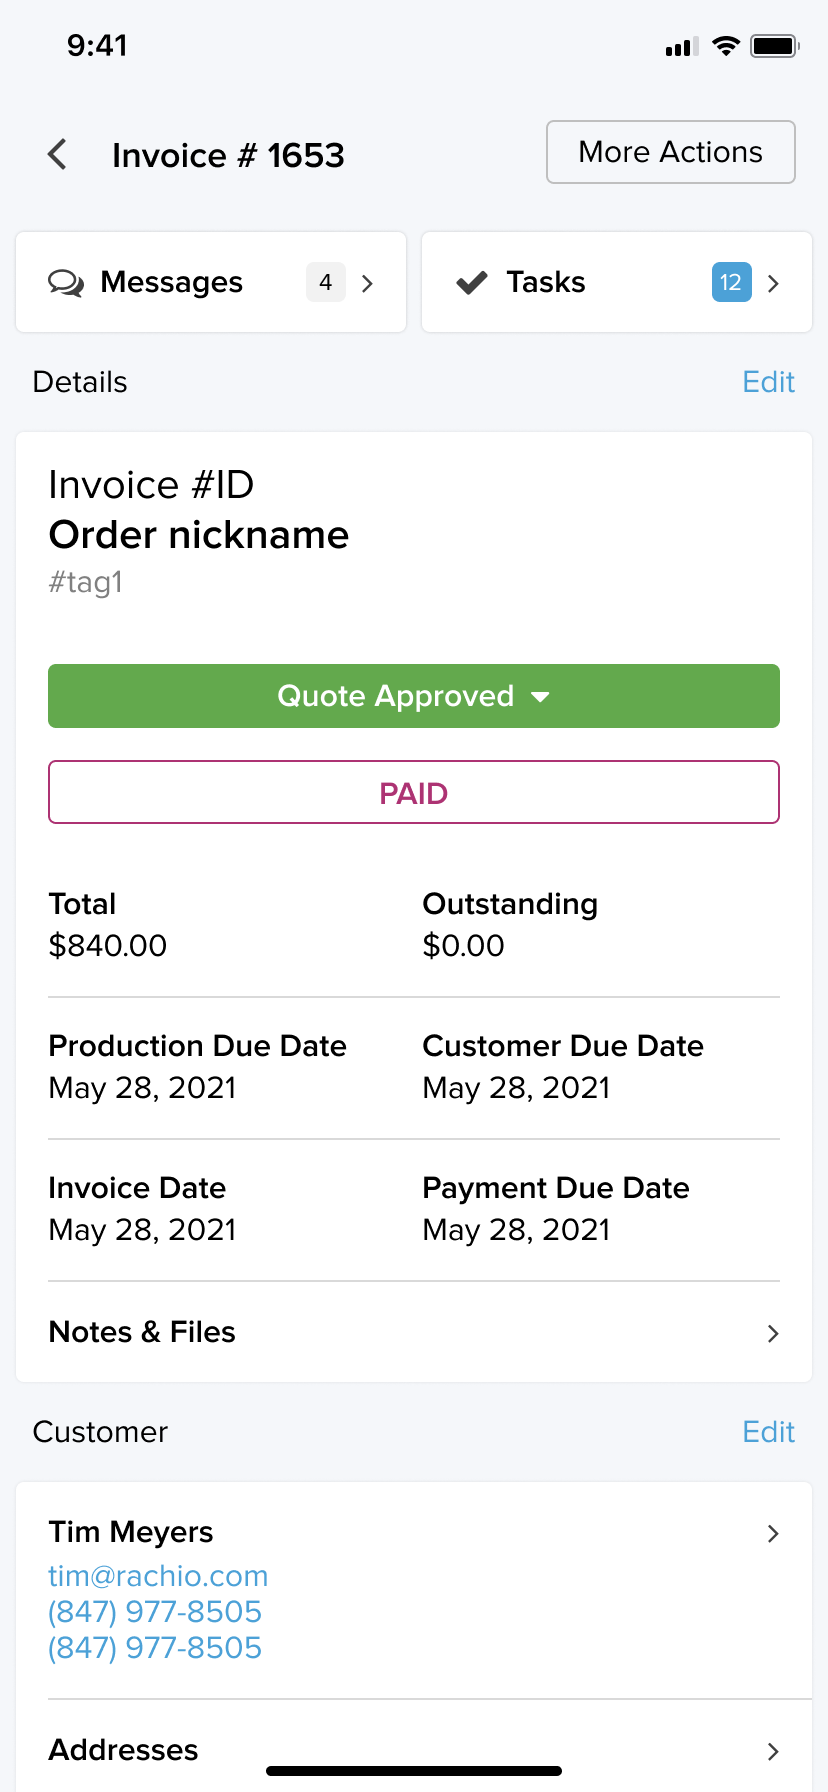 9:41
Invoice # 1653
More Actions
Messages 4
Tasks 12
Details
Edit
Invoice #ID
Order nickname
#tag1
Quote Approved
PAID
Total
$840.00
Outstanding
$0.00
Production Due Date
May 28, 2021
Customer Due Date
May 28, 2021
Invoice Date
May 28, 2021
Payment Due Date
May 28, 2021
Notes & Files
Customer
Edit
Tim Meyers
tim@rachio.com
(847) 977-8505
(847) 977-8505
Addresses